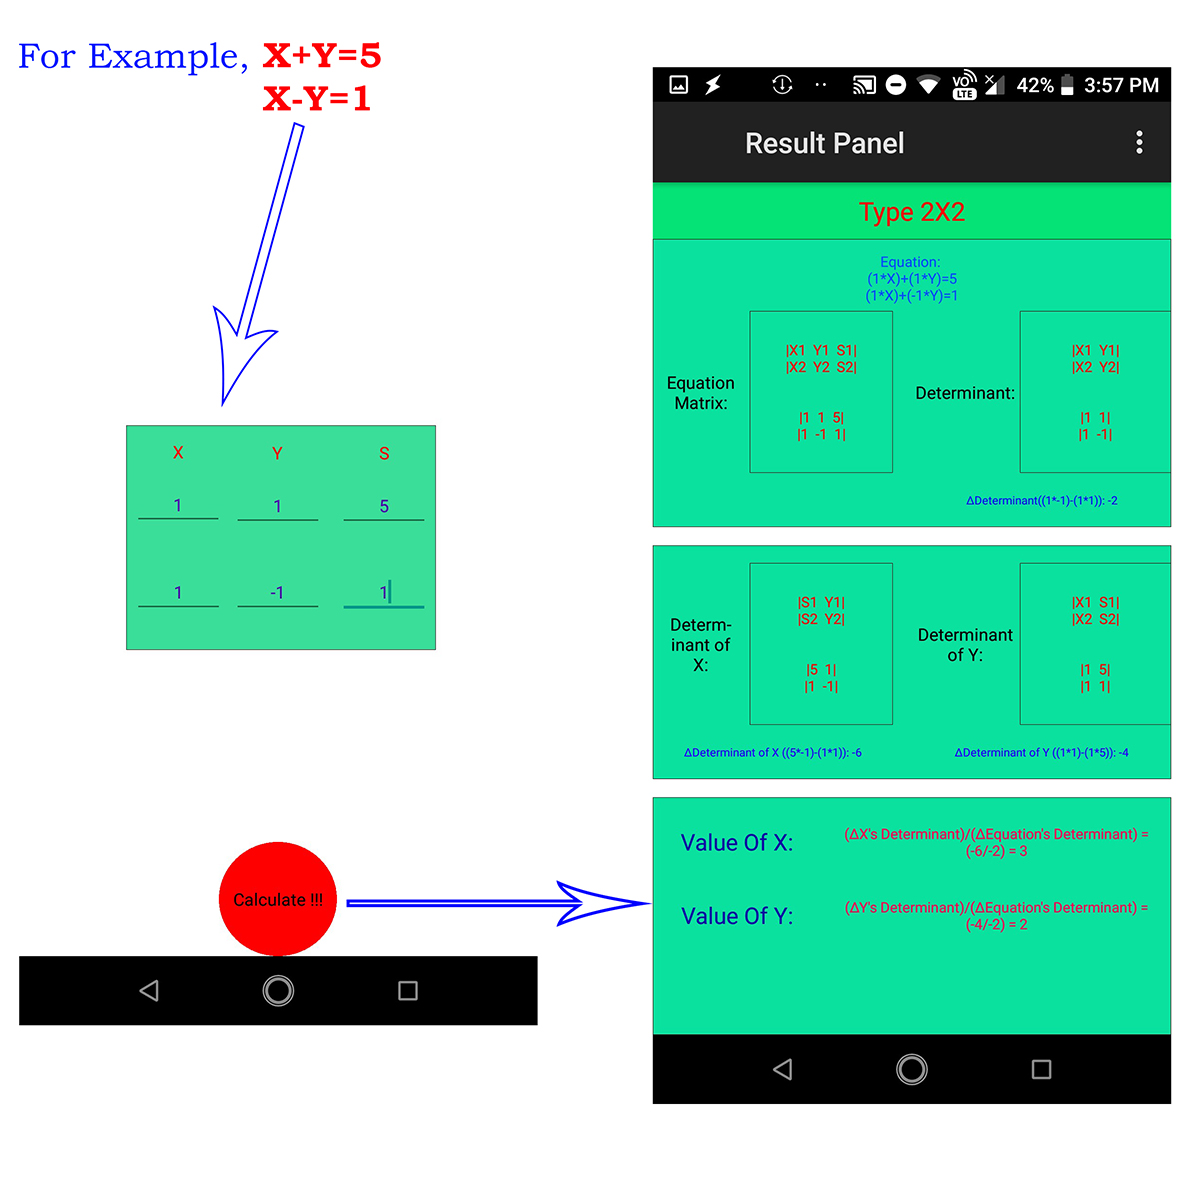 For Example, X+Y=5
X-Y=1
X Y S
1 1 5
1 -1 1
Calculate !!!
VO))
LTE
42%
3:57 PM
Result Panel
Type 2X2
Equation:
(1*X)+(1*Y)=5
(1*X)+(-1*Y)=1
Equation
Matrix:
|X1 Y1 S1|
|X2 Y2 S2|
|1 1 5|
|1 -1 1|
Determinant:
|X1 Y1|
|X2 Y2|
|1 1|
|1 -1|
ΔDeterminant((1*-1)-(1*1)): -2
Determ-
inant of
X:
|S1 Y1|
|S2 Y2|
|5 1|
|1 -1|
Determinant
of Y:
|X1 S1|
|X2 S2|
|1 5|
|1 1|
ΔDeterminant of X ((5*-1)-(1*1)): -6
ΔDeterminant of Y ((1*1)-(1*5)): -4
Value Of X:
(ΔX's Determinant)/(ΔEquation's Determinant) =
(-6/-2) = 3
Value Of Y:
(ΔY's Determinant)/(ΔEquation's Determinant) =
(-4/-2) = 2